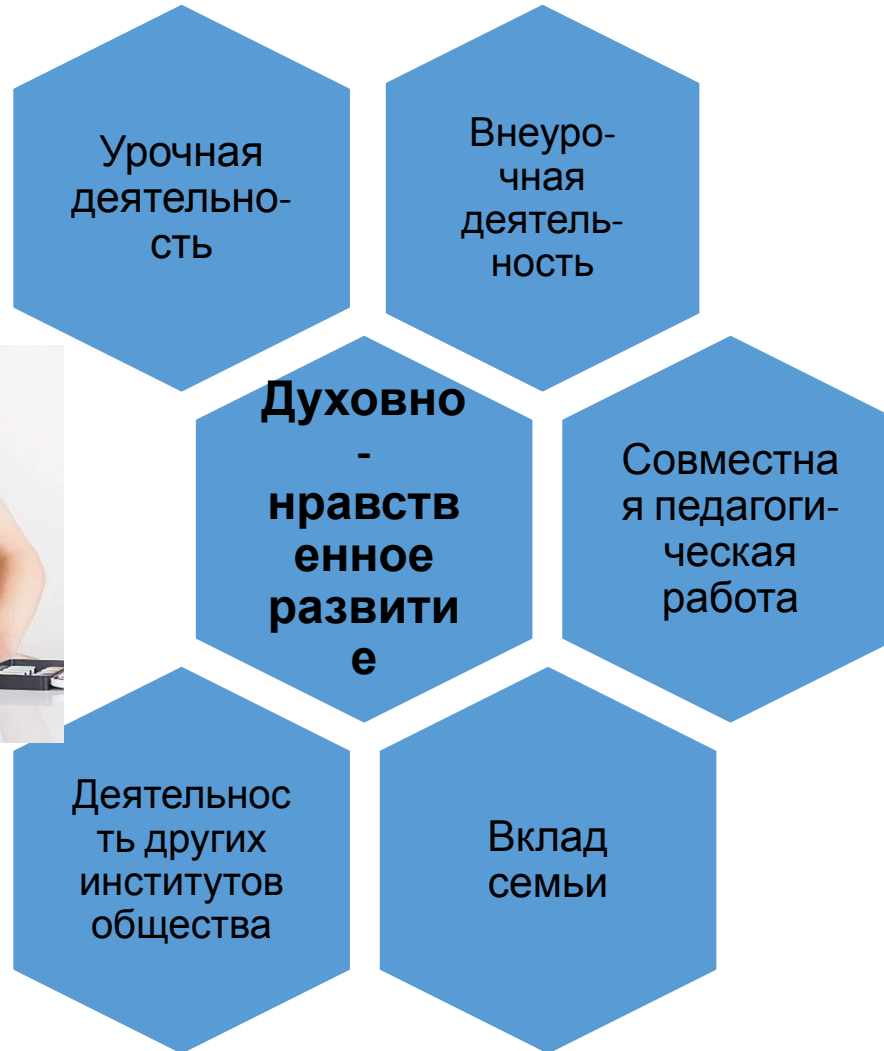 Урочная
деятельно-
сть
Внеуро-
чная
деятель-
ность
Духовно
-
нравств
енное
развити
е
Совместна
я педагоги-
ческая
работа
Деятельнос
ть других
институтов
общества
Вклад
семьи